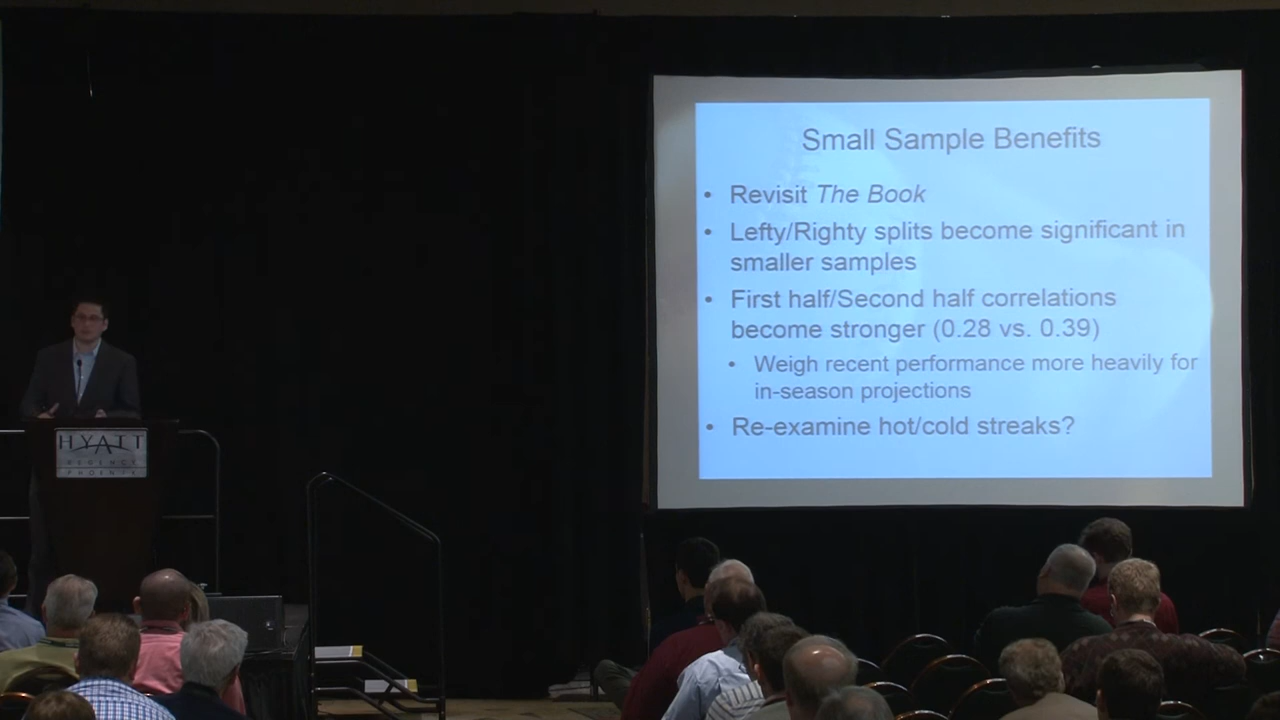 Small Sample Benefits
• Revisit The Book
• Lefty/Righty splits become significant in
smaller samples
• First half/Second half correlations
become stronger (0.28 vs. 0.39)
• Weigh recent performance more heavily for
in-season projections
• Re-examine hot/cold streaks?
HYATT
REGENCY
PHOENIX